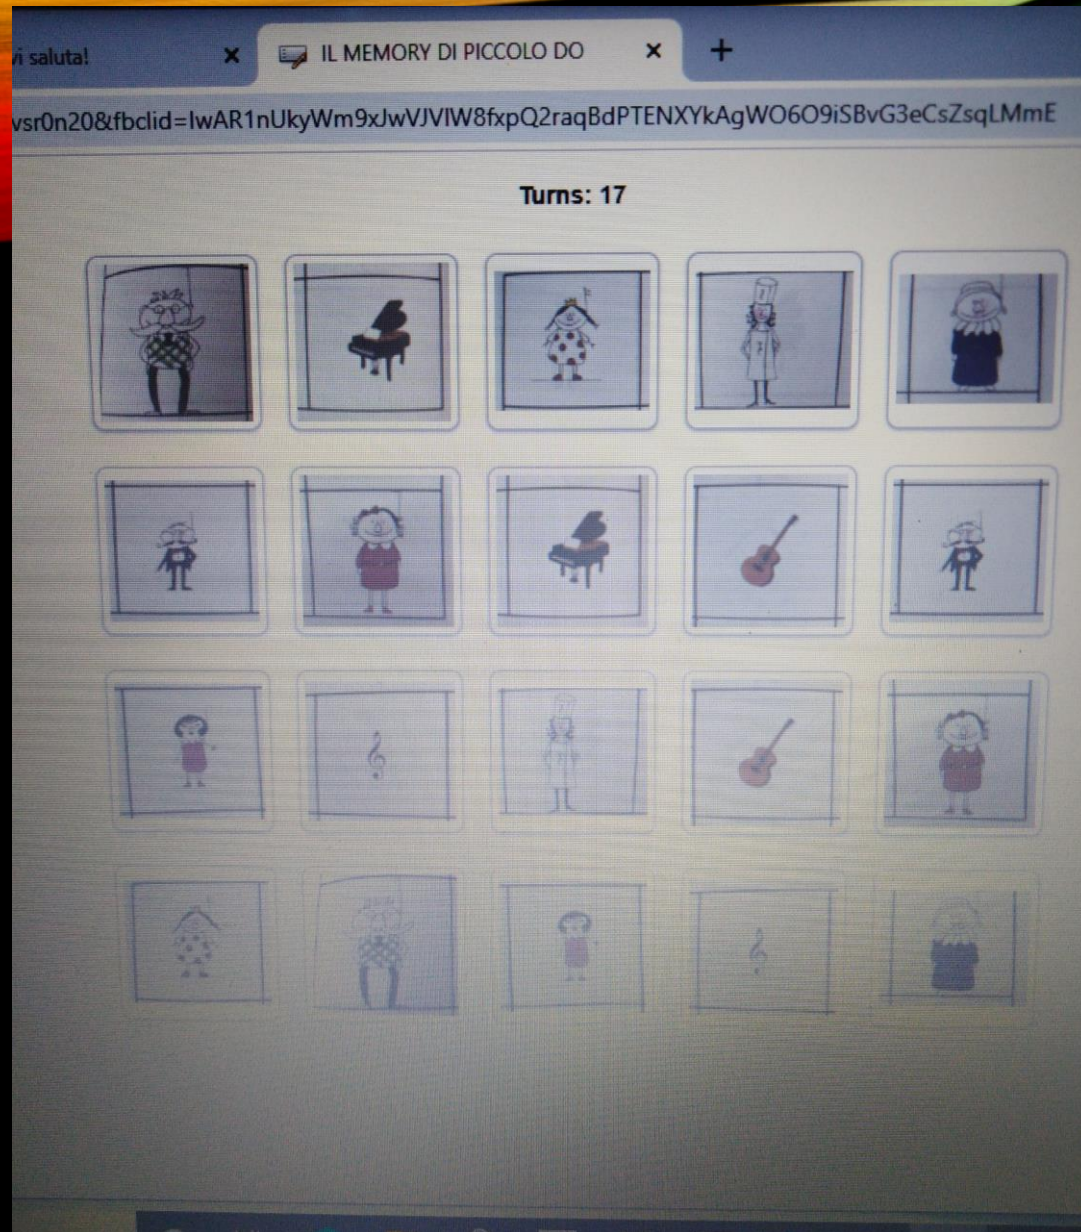 vi saluta!
IL MEMORY DI PICCOLO DO
vsr0n20&fbclid=IwAR1nUkyWm9xJwVJVIW8fxpQ2raqBdPTENXYkAgWO6O9iSBvG3eCsZsqLMmE
Turns: 17